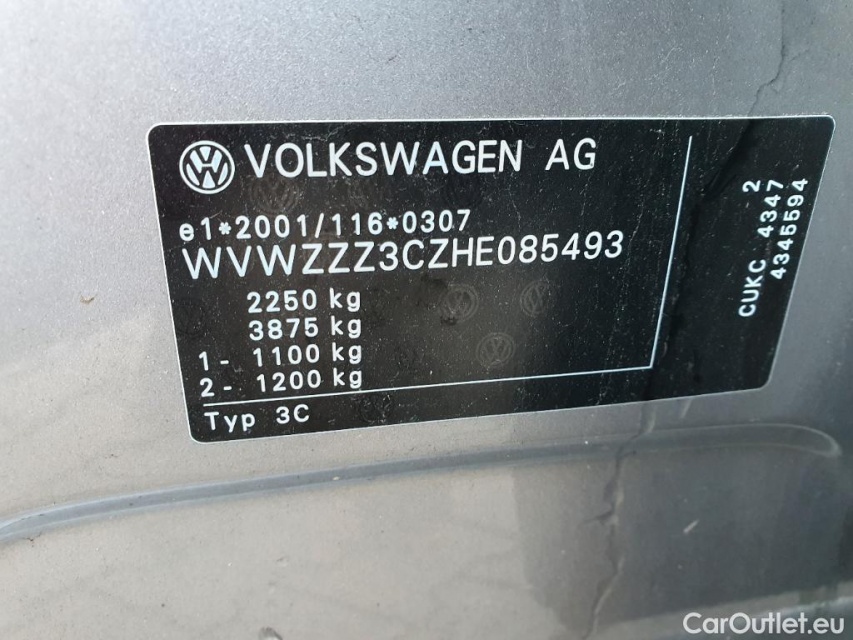 VOLKSWAGEN AG
e1*2001/116*0307
WVWZZZ3CZHE085493
2250 kg
3875 kg
1- 1100 kg
2- 1200 kg
Typ 3C
2
CUKC 4347
4345594
CarOutlet.eu